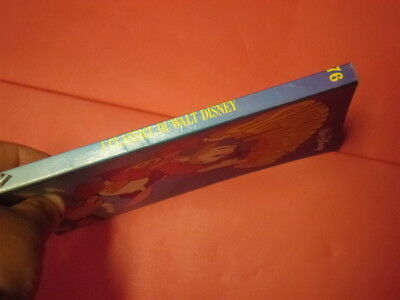 I CLASSICI DI WALT DISNEY
76